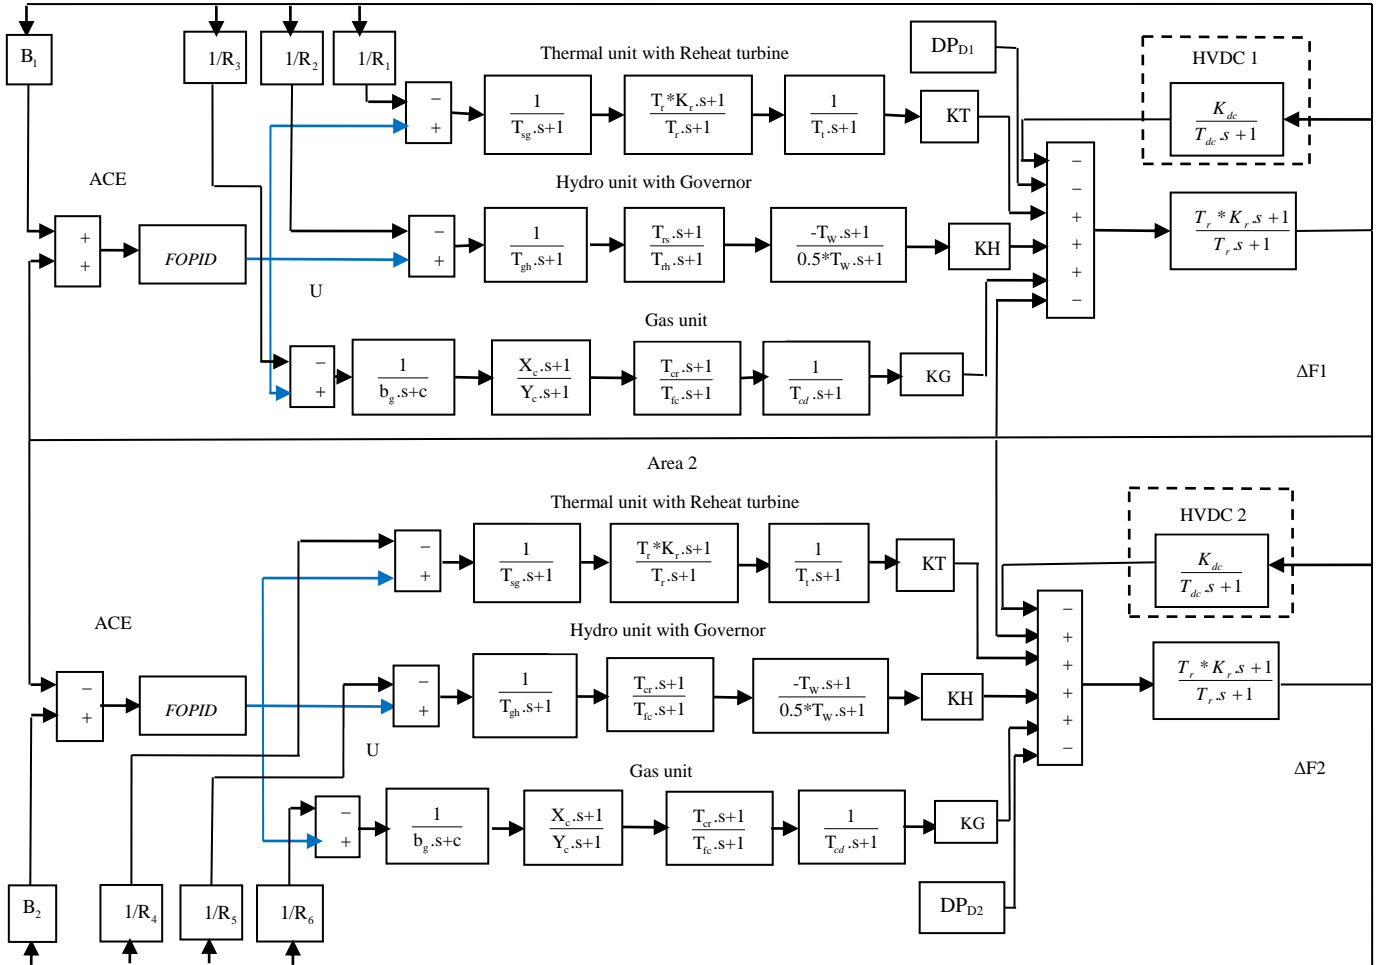 B1
1/R3
1/R2
1/R1
Thermal unit with Reheat turbine
DPD1
HVDC 1
−
+
1
Tsg.s+1
Tr*Kr.s+1
Tr.s+1
1
Tt.s+1
KT
Kdc
Tdc.s+1
ACE
Hydro unit with Governor
+
+
FOPID
−
+
1
Tgh.s+1
Trs.s+1
Trh.s+1
-TW.s+1
0.5*TW.s+1
KH
−
−
+
+
+
−
Tr*Kr.s+1
Tr.s+1
U
Gas unit
−
+
1
bg.s+c
Xc.s+1
Yc.s+1
Tcr.s+1
Tfc.s+1
1
Tcd.s+1
KG
ΔF1
Area 2
Thermal unit with Reheat turbine
HVDC 2
−
+
1
Tsg.s+1
Tr*Kr.s+1
Tr.s+1
1
Tt.s+1
KT
Kdc
Tdc.s+1
ACE
Hydro unit with Governor
−
+
FOPID
−
+
1
Tgh.s+1
Tcr.s+1
Tfc.s+1
-TW.s+1
0.5*TW.s+1
KH
−
+
+
+
+
−
Tr*Kr.s+1
Tr.s+1
U
Gas unit
ΔF2
−
+
1
bg.s+c
Xc.s+1
Yc.s+1
Tcr.s+1
Tfc.s+1
1
Tcd.s+1
KG
B2
1/R4
1/R5
1/R6
DPD2